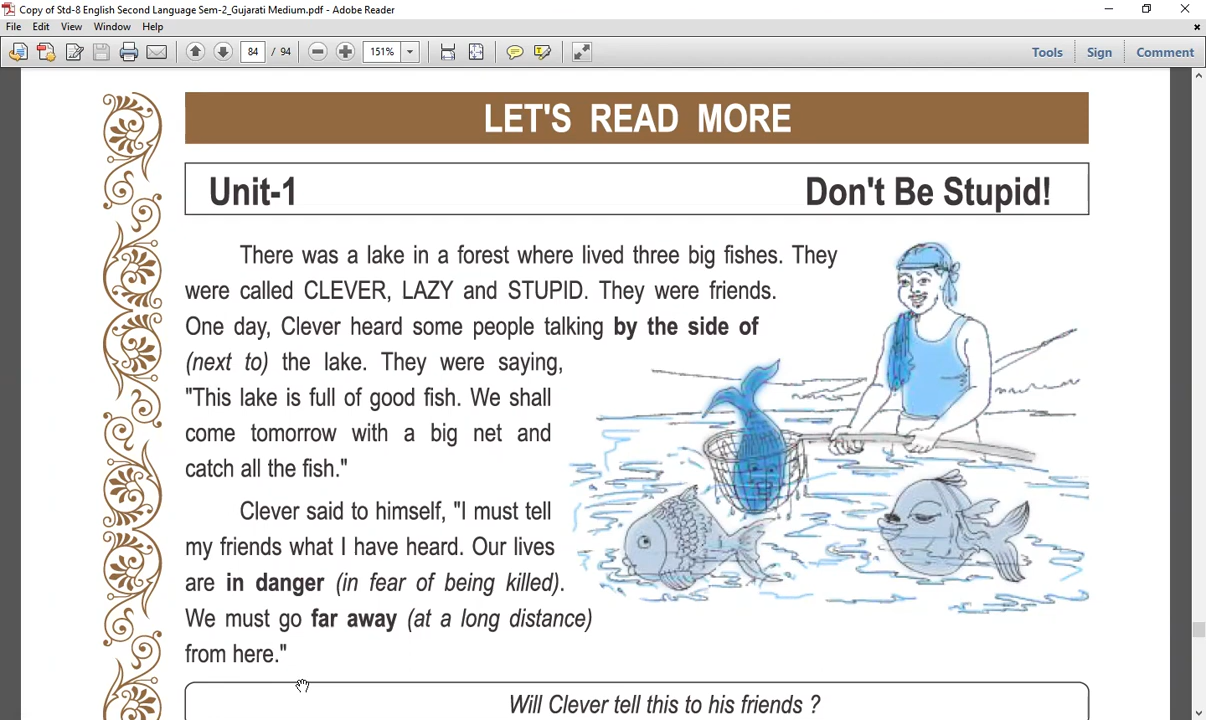 Copy of Std-8 English Second Language Sem-2_Gujarati Medium.pdf - Adobe Reader
File Edit View Window Help
84 / 94 151% Tools Sign Comment
LET'S READ MORE
Unit-1 Don't Be Stupid!
There was a lake in a forest where lived three big fishes. They
were called CLEVER, LAZY and STUPID. They were friends.
One day, Clever heard some people talking by the side of
(next to) the lake. They were saying,
"This lake is full of good fish. We shall
come tomorrow with a big net and
catch all the fish."
Clever said to himself, "I must tell
my friends what I have heard. Our lives
are in danger (in fear of being killed).
We must go far away (at a long distance)
from here."
Will Clever tell this to his friends ?